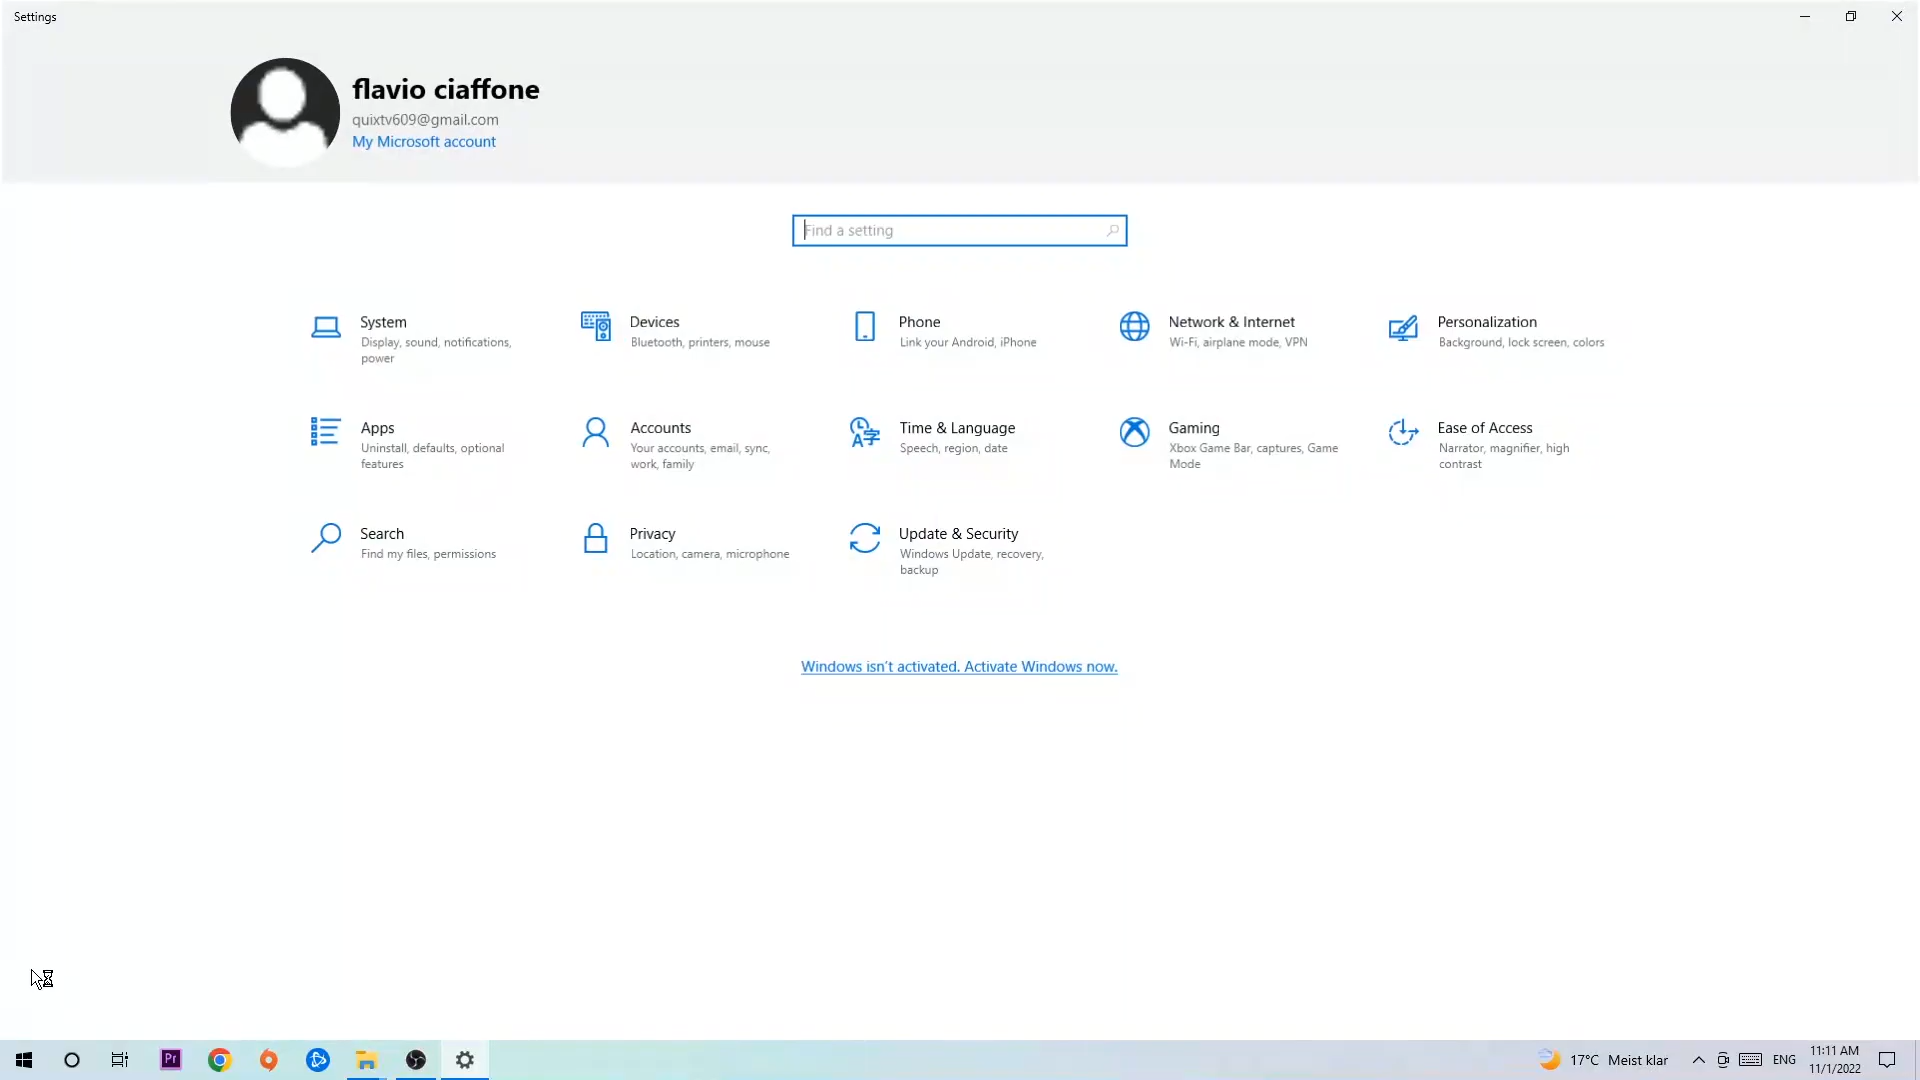 Settings
flavio ciaffone
quixtv609@gmail.com
My Microsoft account
Find a setting
System
Display, sound, notifications,
power
Devices
Bluetooth, printers, mouse
Phone
Link your Android, iPhone
Network & Internet
Wi-Fi, airplane mode, VPN
Personalization
Background, lock screen, colors
Apps
Uninstall, defaults, optional
features
Accounts
Your accounts, email, sync,
work, family
Time & Language
Speech, region, date
Gaming
Xbox Game Bar, captures, Game
Mode
Ease of Access
Narrator, magnifier, high
contrast
Search
Find my files, permissions
Privacy
Location, camera, microphone
Update & Security
Windows Update, recovery,
backup
Windows isn't activated. Activate Windows now.
Pr
17°C Meist klar
ENG
11:11 AM
11/1/2022